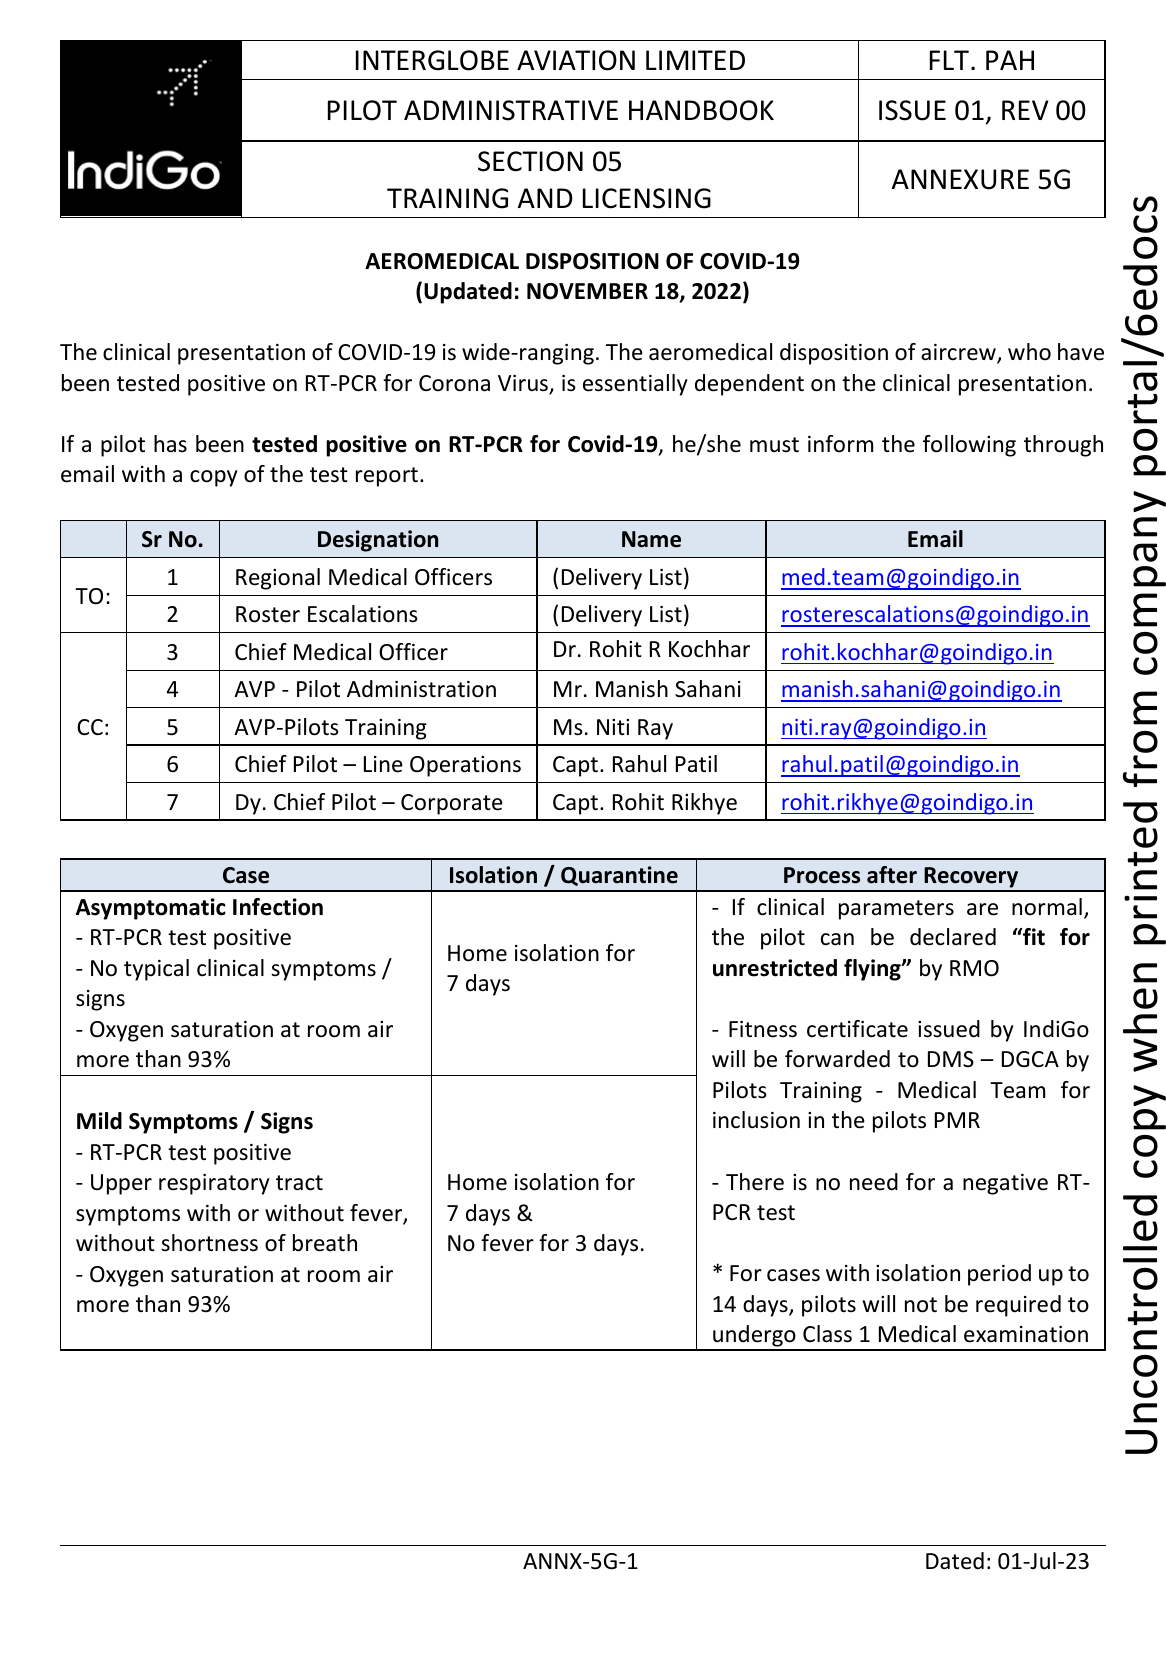 IndiGo
INTERGLOBE AVIATION LIMITED
FLT. PAH
PILOT ADMINISTRATIVE HANDBOOK
ISSUE 01, REV 00
SECTION 05
TRAINING AND LICENSING
ANNEXURE 5G
AEROMEDICAL DISPOSITION OF COVID-19
(Updated: NOVEMBER 18, 2022)
The clinical presentation of COVID-19 is wide-ranging. The aeromedical disposition of aircrew, who have
been tested positive on RT-PCR for Corona Virus, is essentially dependent on the clinical presentation.
If a pilot has been tested positive on RT-PCR for Covid-19, he/she must inform the following through
email with a copy of the test report.
Sr No. Designation Name Email
TO:
1 Regional Medical Officers (Delivery List) med.team@goindigo.in
2 Roster Escalations (Delivery List) rosterescalations@goindigo.in
CC:
3 Chief Medical Officer Dr. Rohit R Kochhar rohit.kochhar@goindigo.in
4 AVP - Pilot Administration Mr. Manish Sahani manish.sahani@goindigo.in
5 AVP-Pilots Training Ms. Niti Ray niti.ray@goindigo.in
6 Chief Pilot – Line Operations Capt. Rahul Patil rahul.patil@goindigo.in
7 Dy. Chief Pilot – Corporate Capt. Rohit Rikhye rohit.rikhye@goindigo.in
Case Isolation / Quarantine Process after Recovery
Asymptomatic Infection
- RT-PCR test positive
- No typical clinical symptoms /
signs
- Oxygen saturation at room air
more than 93%
Home isolation for
7 days
- If clinical parameters are normal,
the pilot can be declared “fit for
unrestricted flying” by RMO
- Fitness certificate issued by IndiGo
will be forwarded to DMS – DGCA by
Pilots Training - Medical Team for
inclusion in the pilots PMR
- There is no need for a negative RT-
PCR test
* For cases with isolation period up to
14 days, pilots will not be required to
undergo Class 1 Medical examination
Mild Symptoms / Signs
- RT-PCR test positive
- Upper respiratory tract
symptoms with or without fever,
without shortness of breath
- Oxygen saturation at room air
more than 93%
Home isolation for
7 days &
No fever for 3 days.
ANNX-5G-1
Dated: 01-Jul-23
Uncontrolled copy when printed from company portal/6edocs